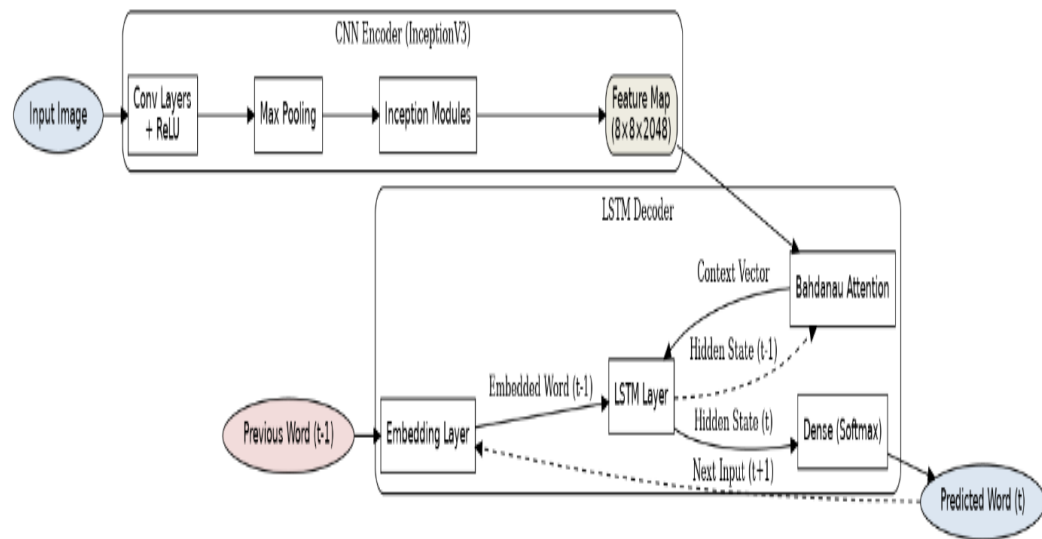 CNN Encoder (InceptionV3)
Input Image
Conv Layers
+ ReLU
Max Pooling
Inception Modules
Feature Map
(8×8×2048)
LSTM Decoder
Context Vector
Bahdanau Attention
Hidden State (t-1)
Embedded Word (t-1)
LSTM Layer
Previous Word (t-1)
Embedding Layer
Hidden State (t)
Dense (Softmax)
Next Input (t+1)
Predicted Word (t)